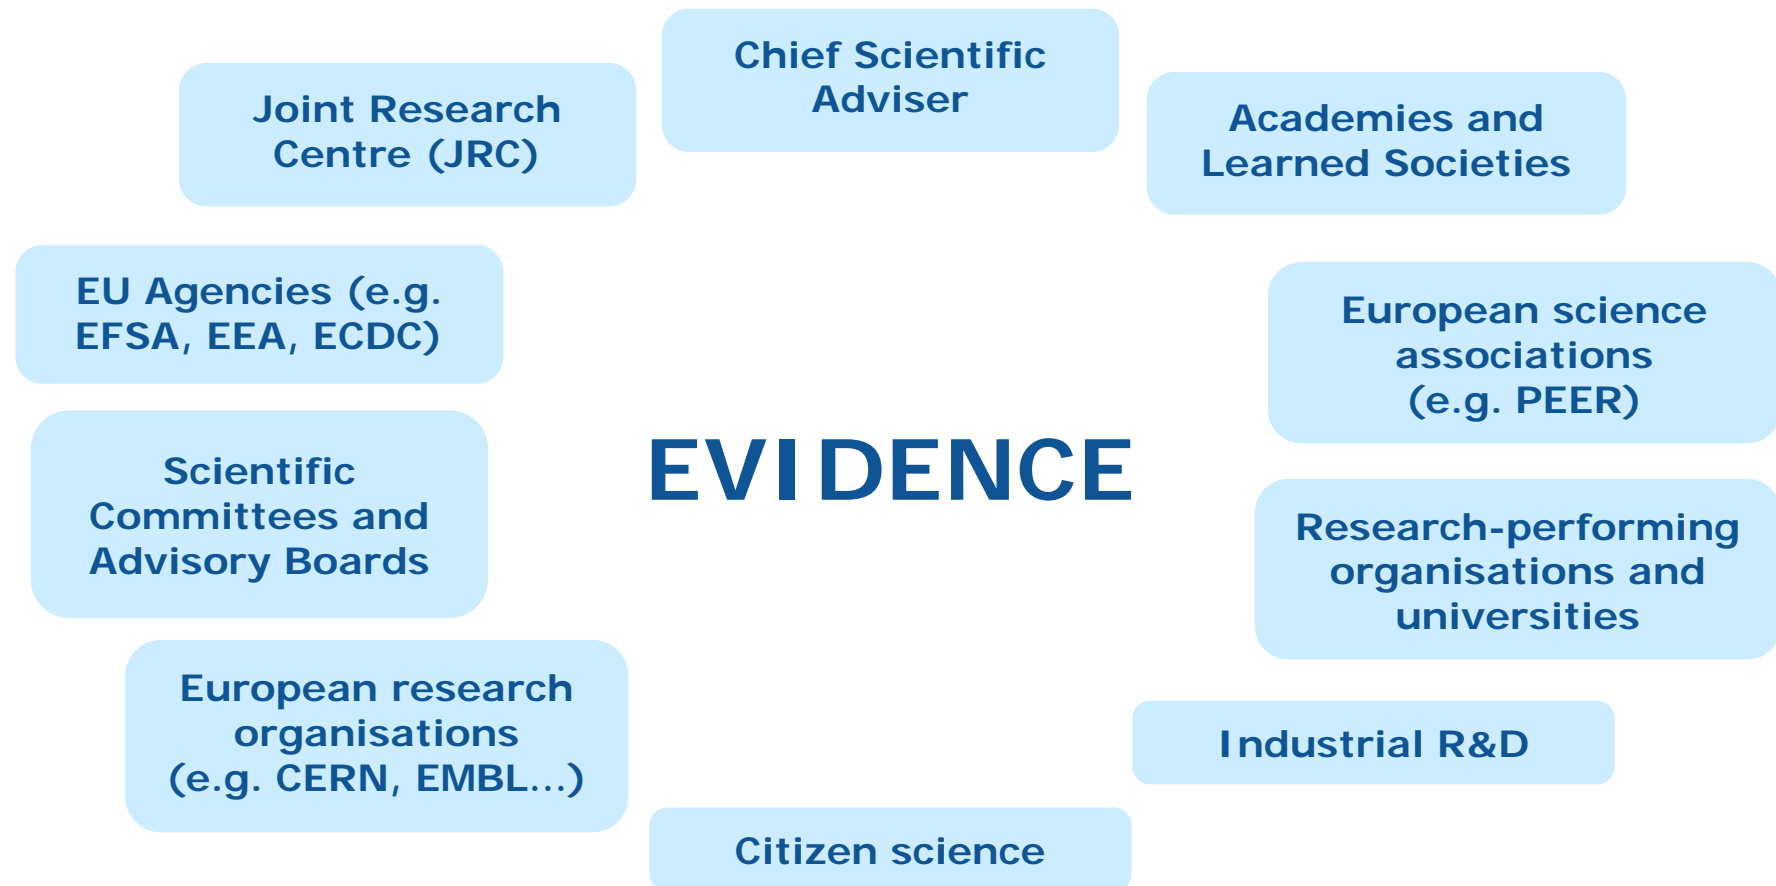 Chief Scientific
Adviser
Joint Research
Centre (JRC)
Academies and
Learned Societies
EU Agencies (e.g.
EFSA, EEA, ECDC)
European science
associations
(e.g. PEER)
EVIDENCE
Scientific
Committees and
Advisory Boards
Research-performing
organisations and
universities
European research
organisations
(e.g. CERN, EMBL...)
Industrial R&D
Citizen science